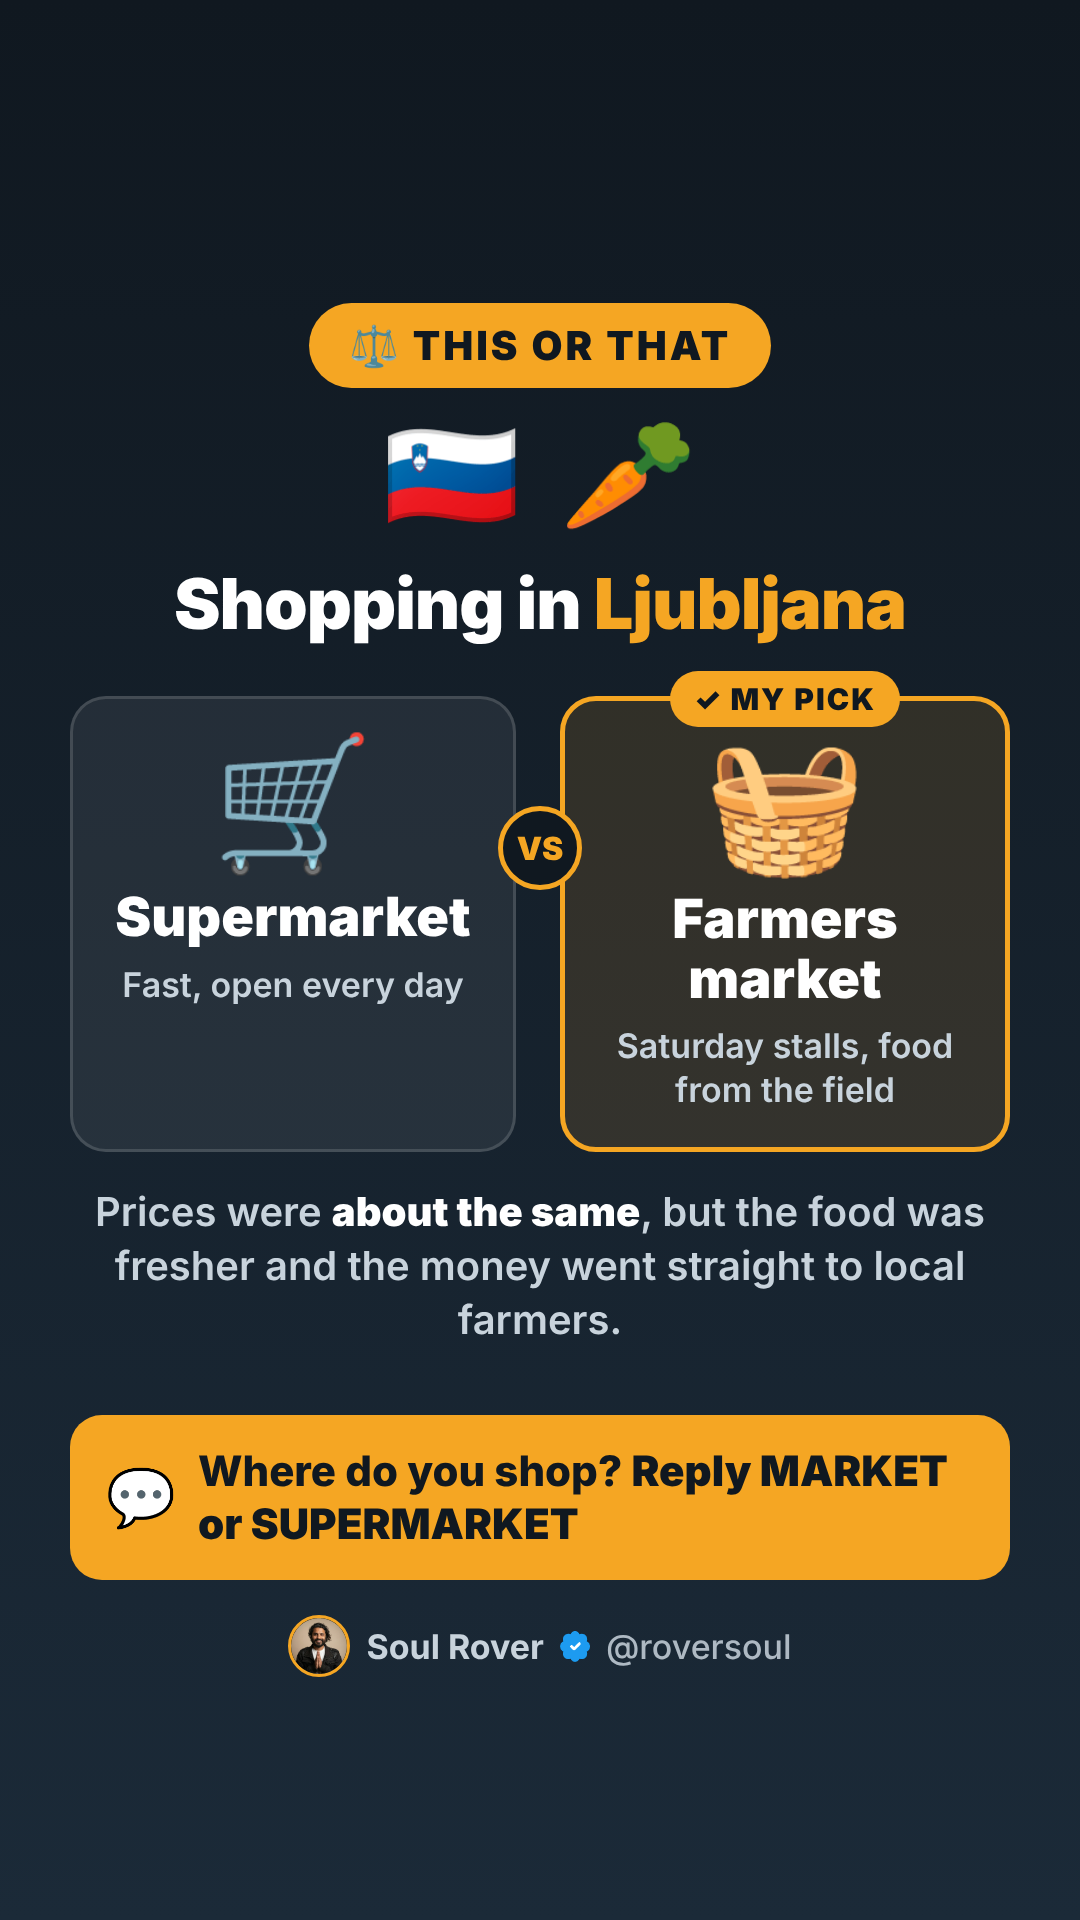 THIS OR THAT
Shopping in Ljubljana
MY PICK
VS
Supermarket
Fast, open every day
Farmers
market
Saturday stalls, food
from the field
Prices were about the same, but the food was
fresher and the money went straight to local
farmers.
Where do you shop? Reply MARKET
or SUPERMARKET
Soul Rover @roversoul